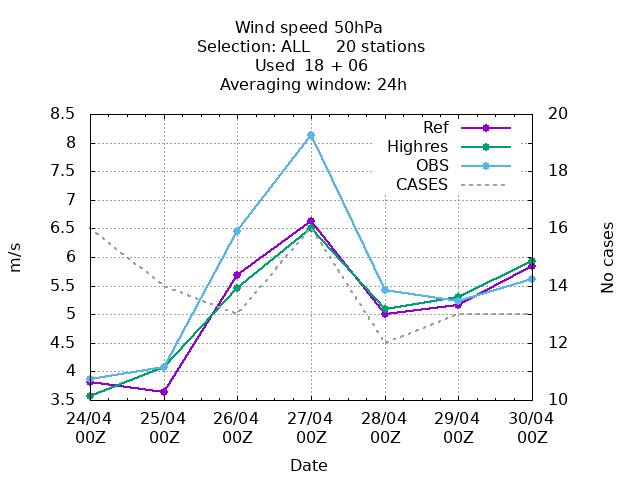 Wind speed 50hPa
Selection: ALL 20 stations
Used 18 + 06
Averaging window: 24h
8.5
8
7.5
7
6.5
6
5.5
5
4.5
4
3.5
m/s
20
18
16
14
12
10
No cases
Ref
Highres
OBS
CASES
24/04 25/04 26/04 27/04 28/04 29/04 30/04
00Z 00Z 00Z 00Z 00Z 00Z 00Z
Date